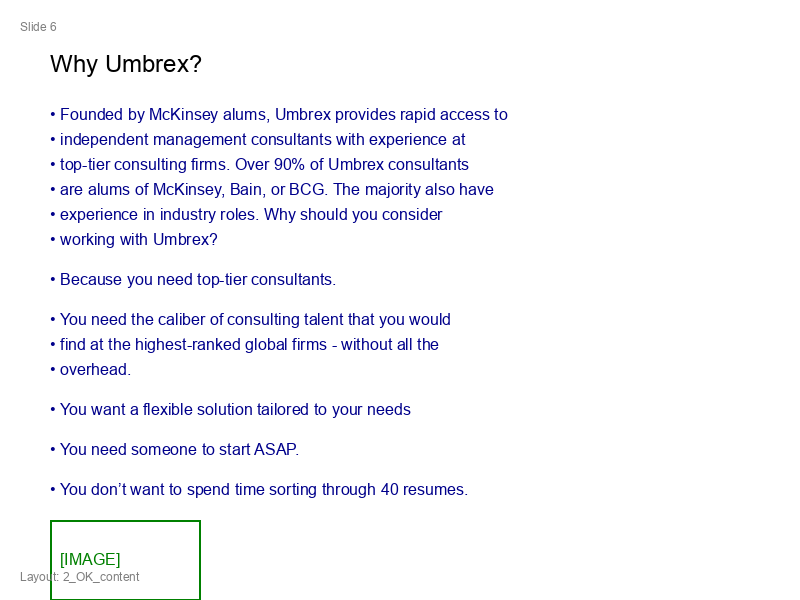 Slide 6
Why Umbrex?
• Founded by McKinsey alums, Umbrex provides rapid access to
• independent management consultants with experience at
• top-tier consulting firms. Over 90% of Umbrex consultants
• are alums of McKinsey, Bain, or BCG. The majority also have
• experience in industry roles. Why should you consider
• working with Umbrex?
• Because you need top-tier consultants.
• You need the caliber of consulting talent that you would
• find at the highest-ranked global firms - without all the
• overhead.
• You want a flexible solution tailored to your needs
• You need someone to start ASAP.
• You don’t want to spend time sorting through 40 resumes.
[IMAGE]
Layout: 2_OK_content